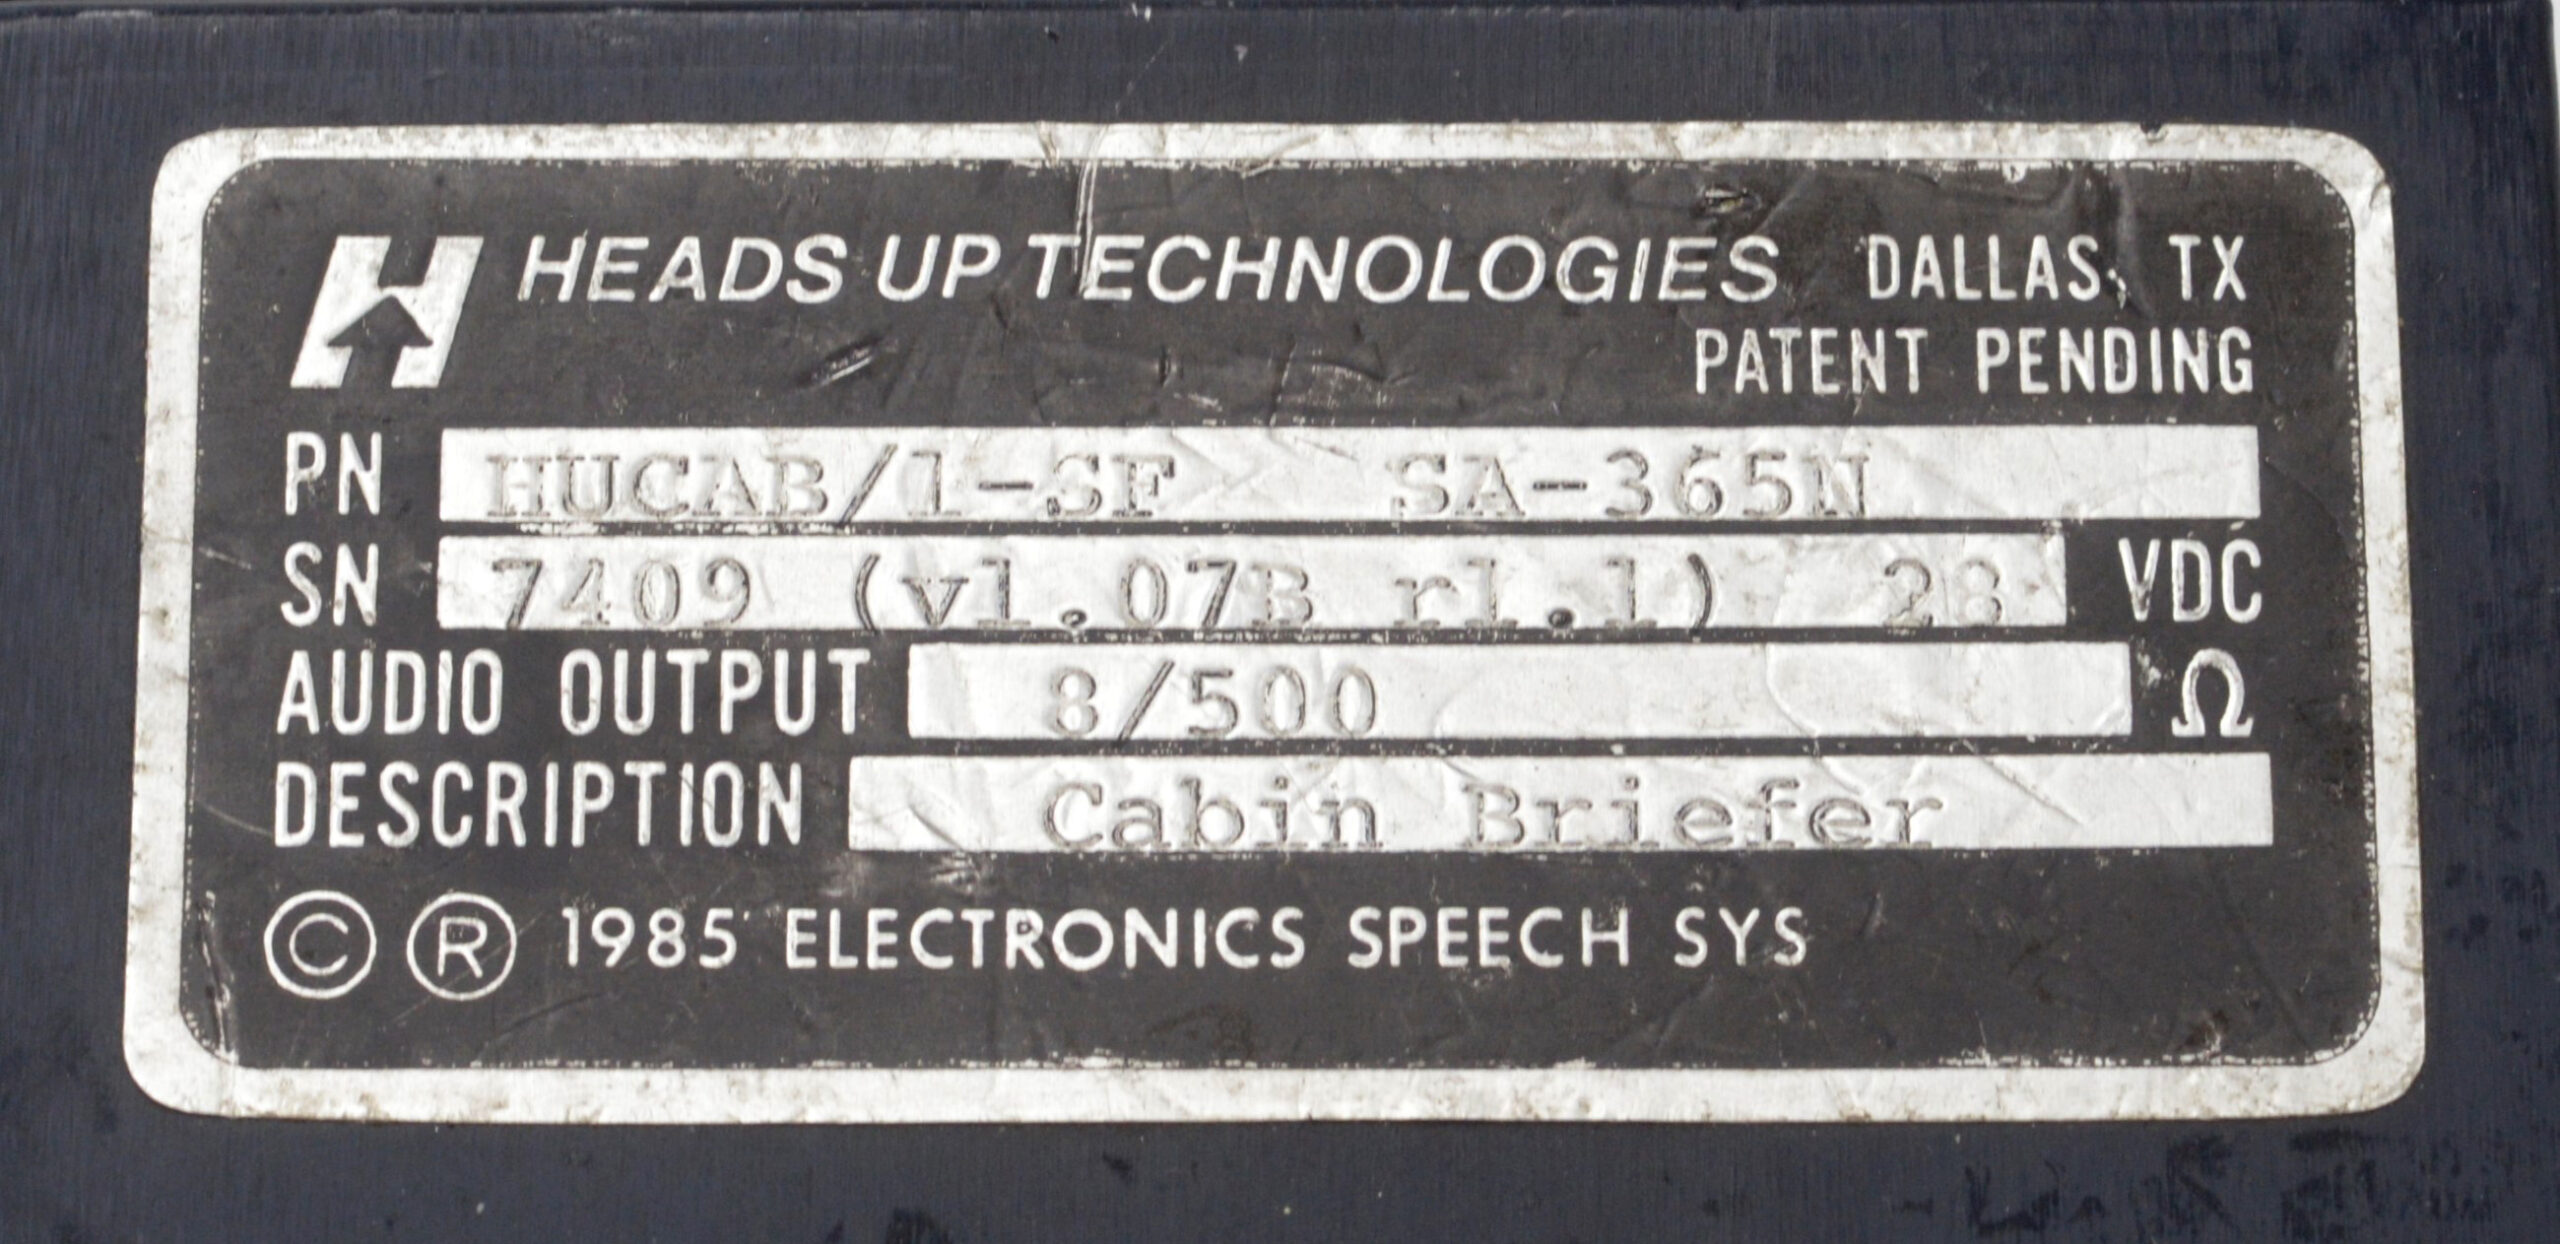 HEADS UP TECHNOLOGIES DALLAS, TX
PATENT PENDING
PN HUCAB/1-SF SA-365N
SN 7409 (v1.07B r1.1) 28 VDC
AUDIO OUTPUT 8/500 Ω
DESCRIPTION Cabin Briefer
© ® 1985 ELECTRONICS SPEECH SYS